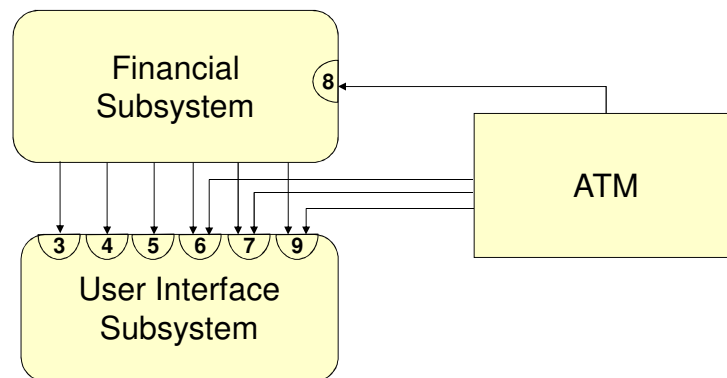 Financial
Subsystem
8
ATM
3 4 5 6 7 9
User Interface
Subsystem